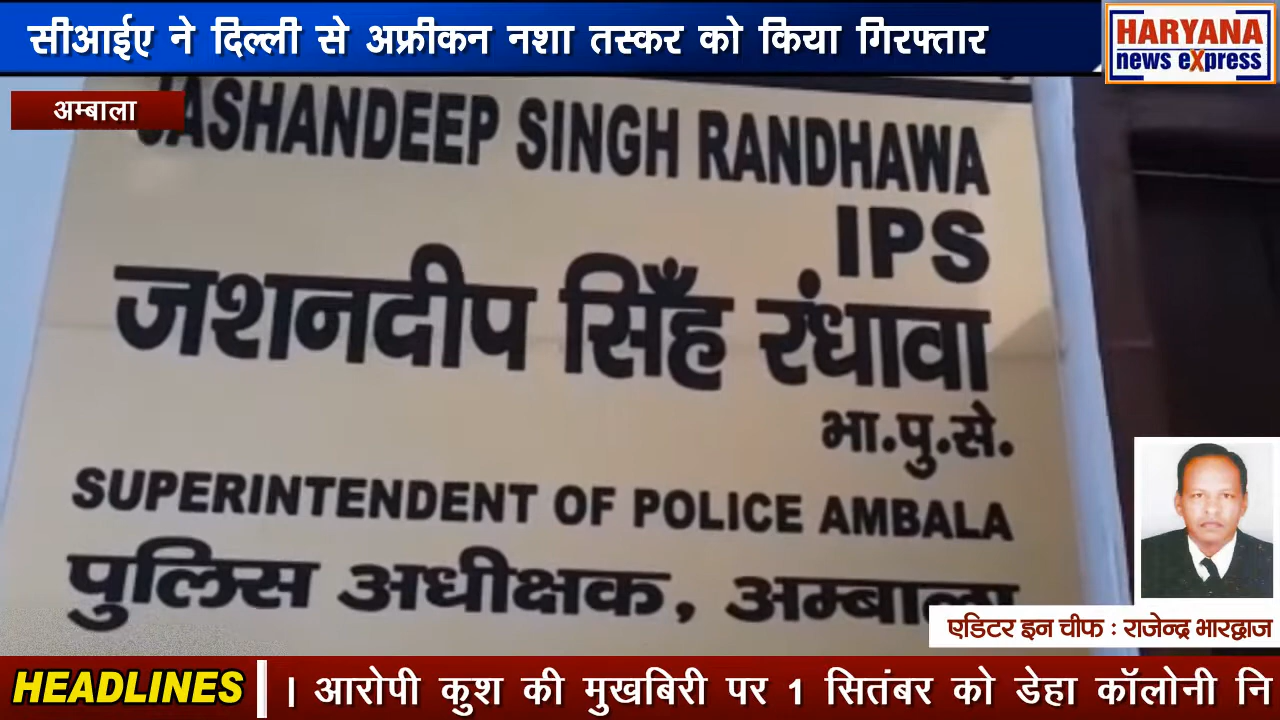 सीआईए ने दिल्ली से अफ्रीकन नशा तस्कर को किया गिरफ्तार
HARYANA
news eXpress
अम्बाला
JASHANDEEP SINGH RANDHAWA
IPS
जशनदीप सिँह रंधावा
भा.पु.से.
SUPERINTENDENT OF POLICE AMBALA
पुलिस अधीक्षक, अम्बाला
एडिटर इन चीफ : राजेन्द्र भारद्वाज
HEADLINES
। आरोपी कुश की मुखबिरी पर 1 सितंबर को डेहा कॉलोनी नि